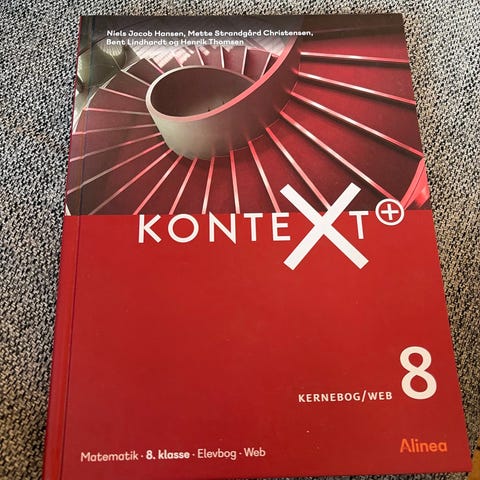 Niels Jacob Hansen, Mette Strandgård Christensen,
Bent Lindhardt og Henrik Thomsen
KONTEXT+
KERNEBOG/WEB 8
Alinea
Matematik · 8. klasse · Elevbog · Web